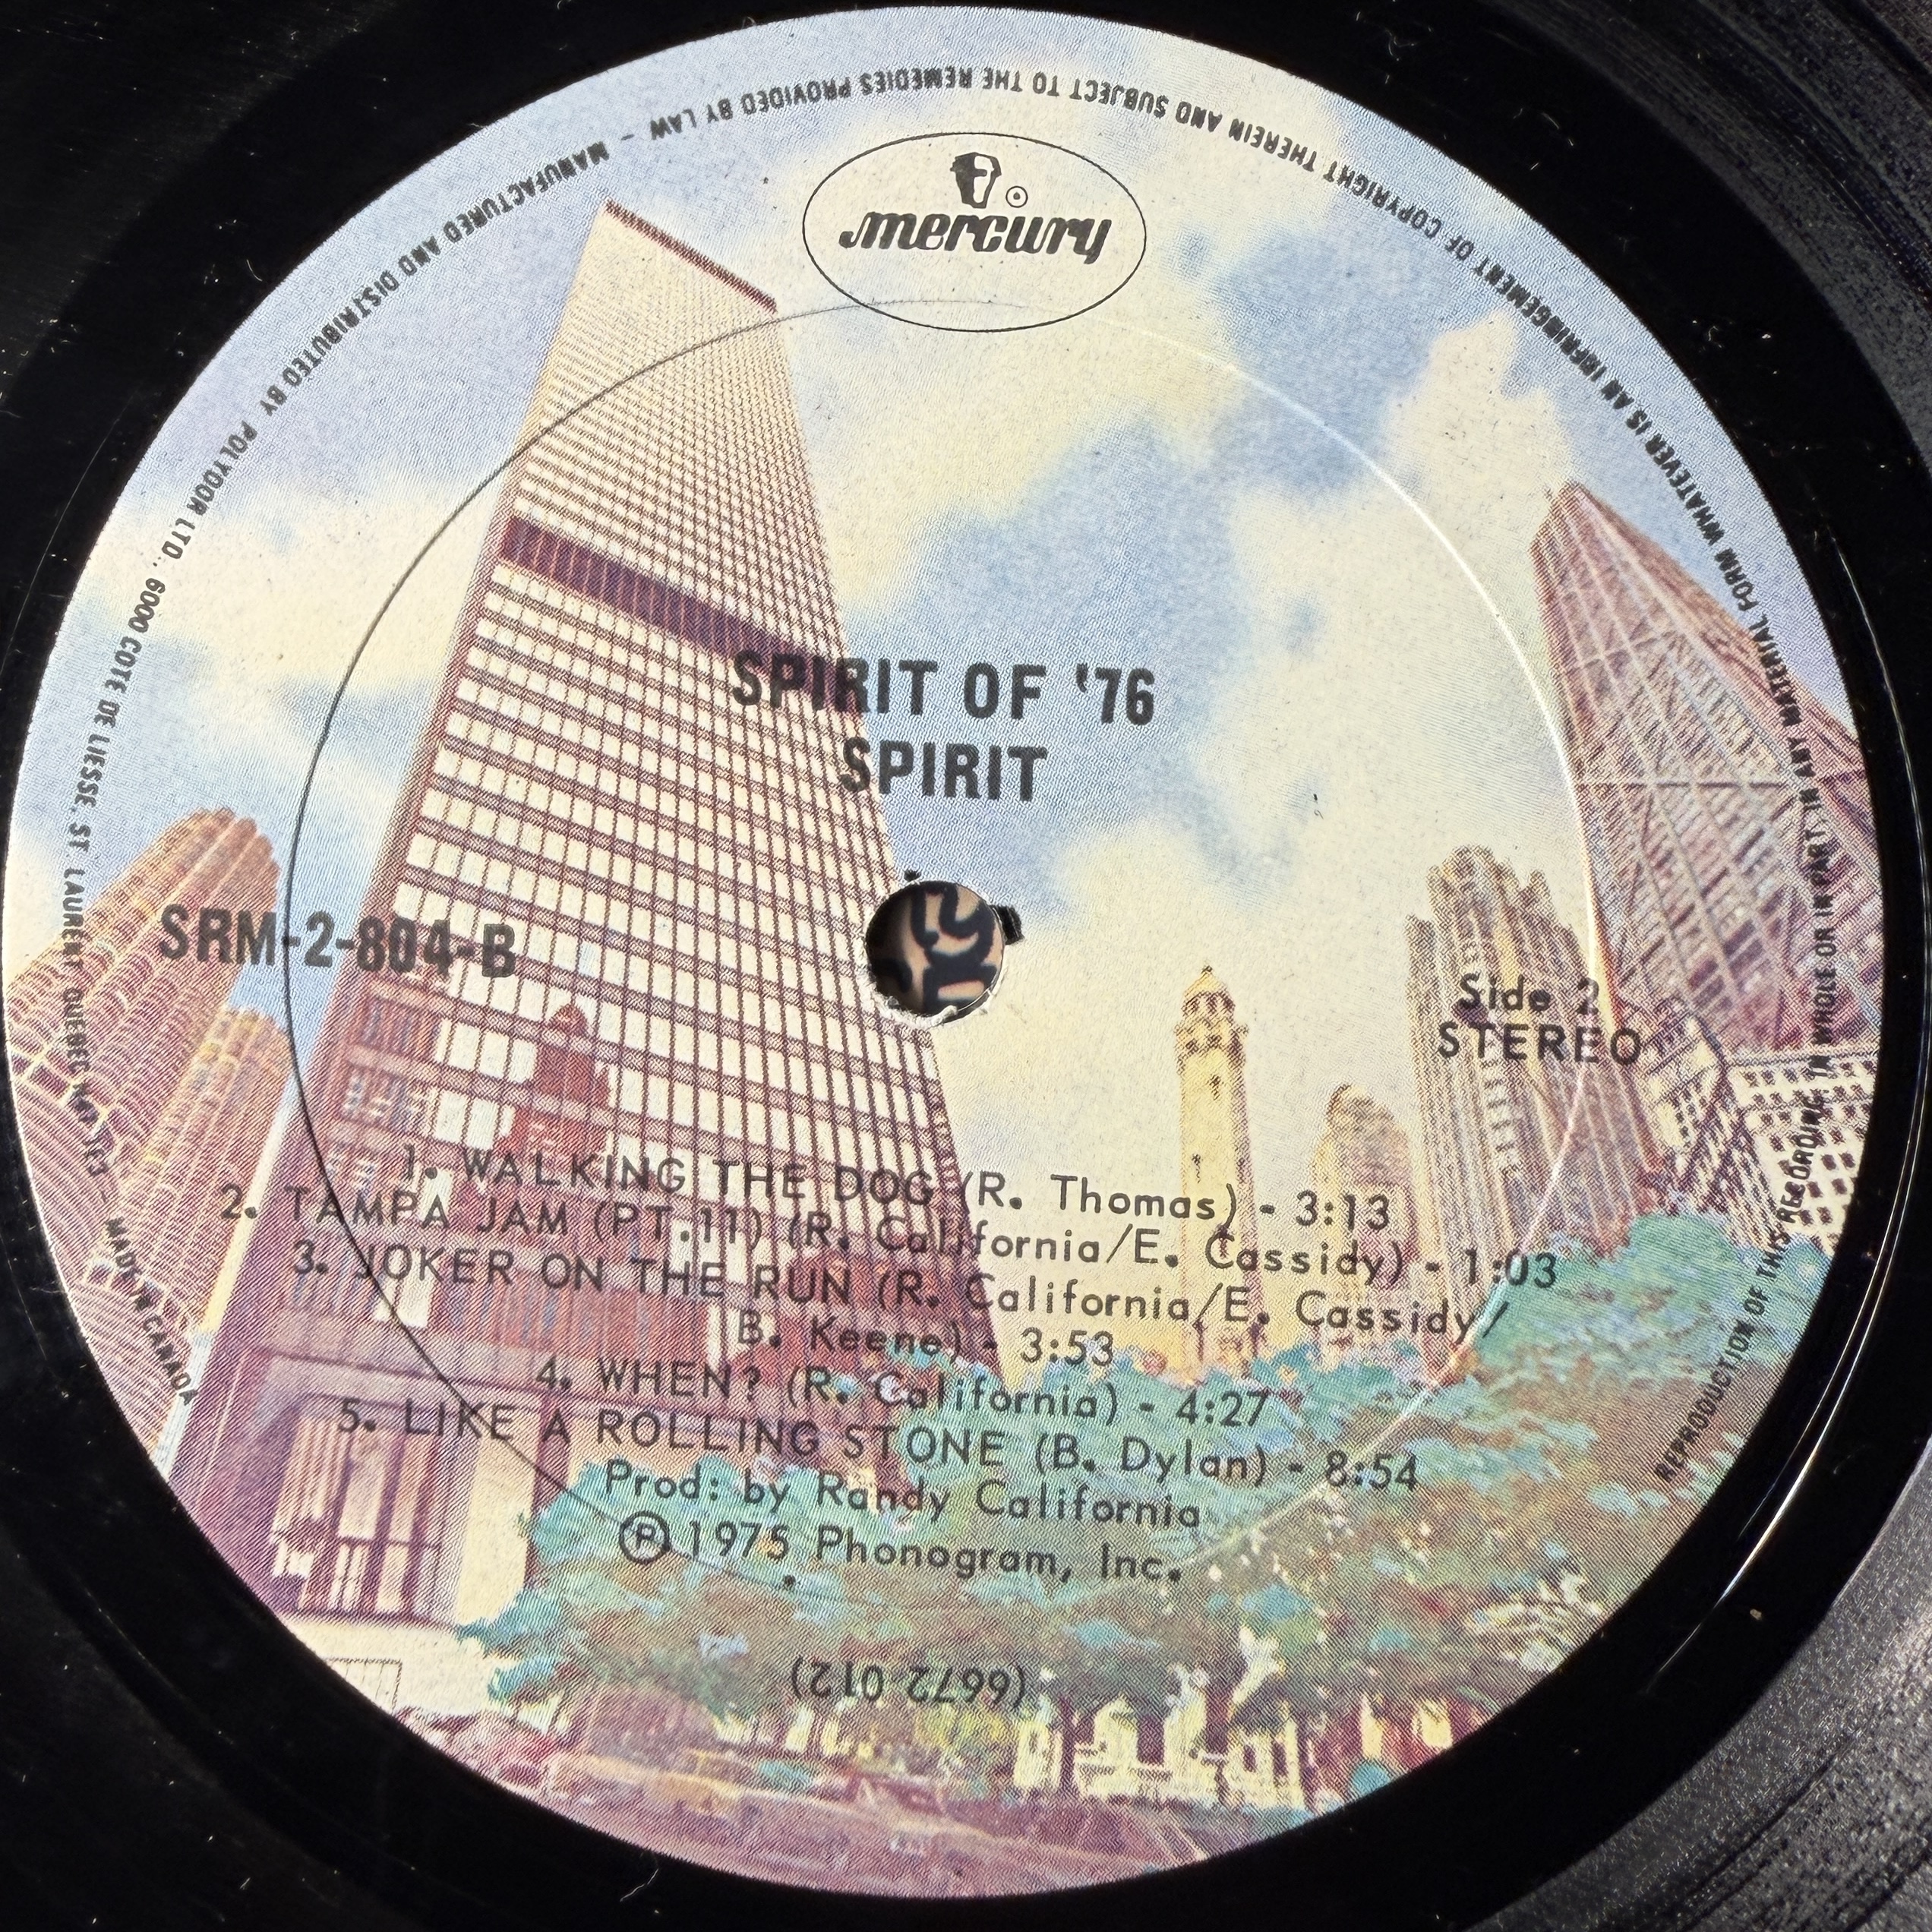 mercury
SPIRIT OF '76
SPIRIT
SRM-2-804-B
Side 2
STEREO
1. WALKING THE DOG (R. Thomas) - 3:13
2. TAMPA JAM (PT.11) (R. California/E. Cassidy) - 1:03
3. JOKER ON THE RUN (R. California/E. Cassidy/
B. Keene) - 3:53
4. WHEN? (R. California) - 4:27
5. LIKE A ROLLING STONE (B. Dylan) - 8:54
Prod: by Randy California
Ⓟ 1975 Phonogram, Inc.
(6672 012)
REPRODUCTION OF THIS RECORDING, IN WHOLE OR IN PART, IN ANY MATERIAL FORM WHATEVER IS AN INFRINGEMENT OF COPYRIGHT THEREIN AND SUBJECT TO THE REMEDIES PROVIDED BY LAW – MANUFACTURED AND DISTRIBUTED BY POLYDOR LTD., 6000 COTE DE LIESSE, ST. LAURENT QUEBEC – MADE IN CANADA